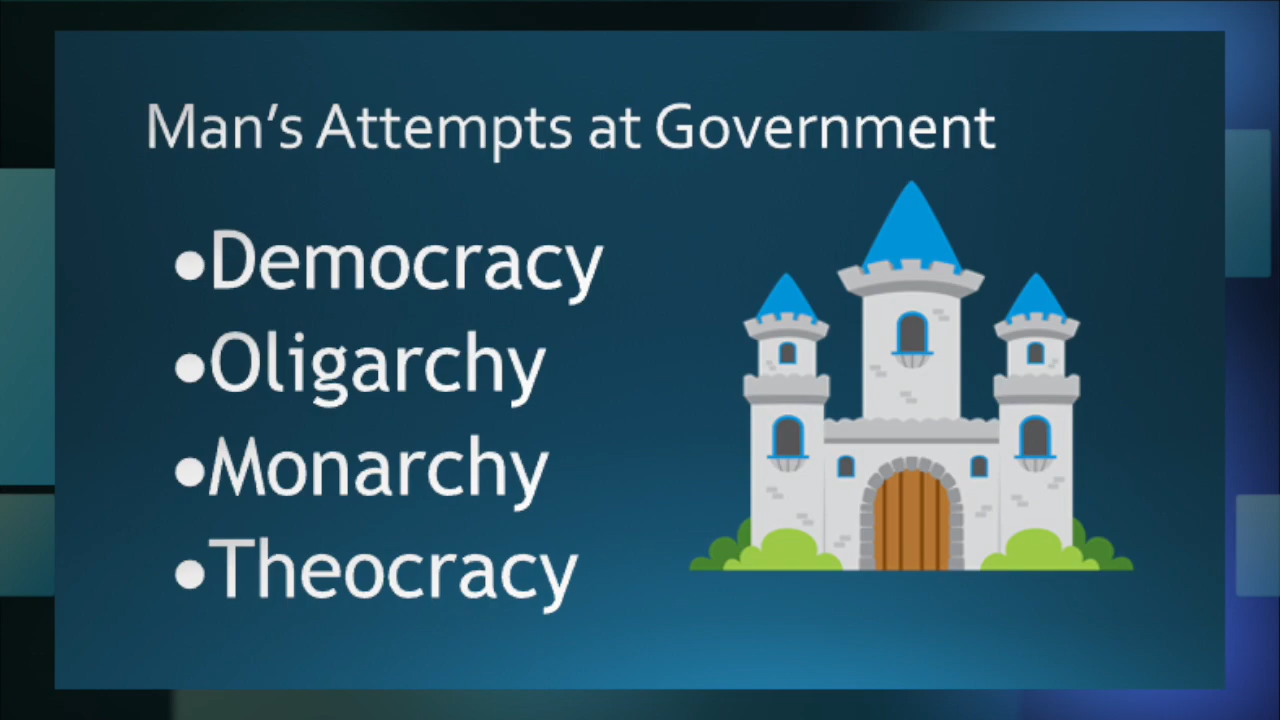 Man's Attempts at Government
•Democracy
•Oligarchy
•Monarchy
•Theocracy